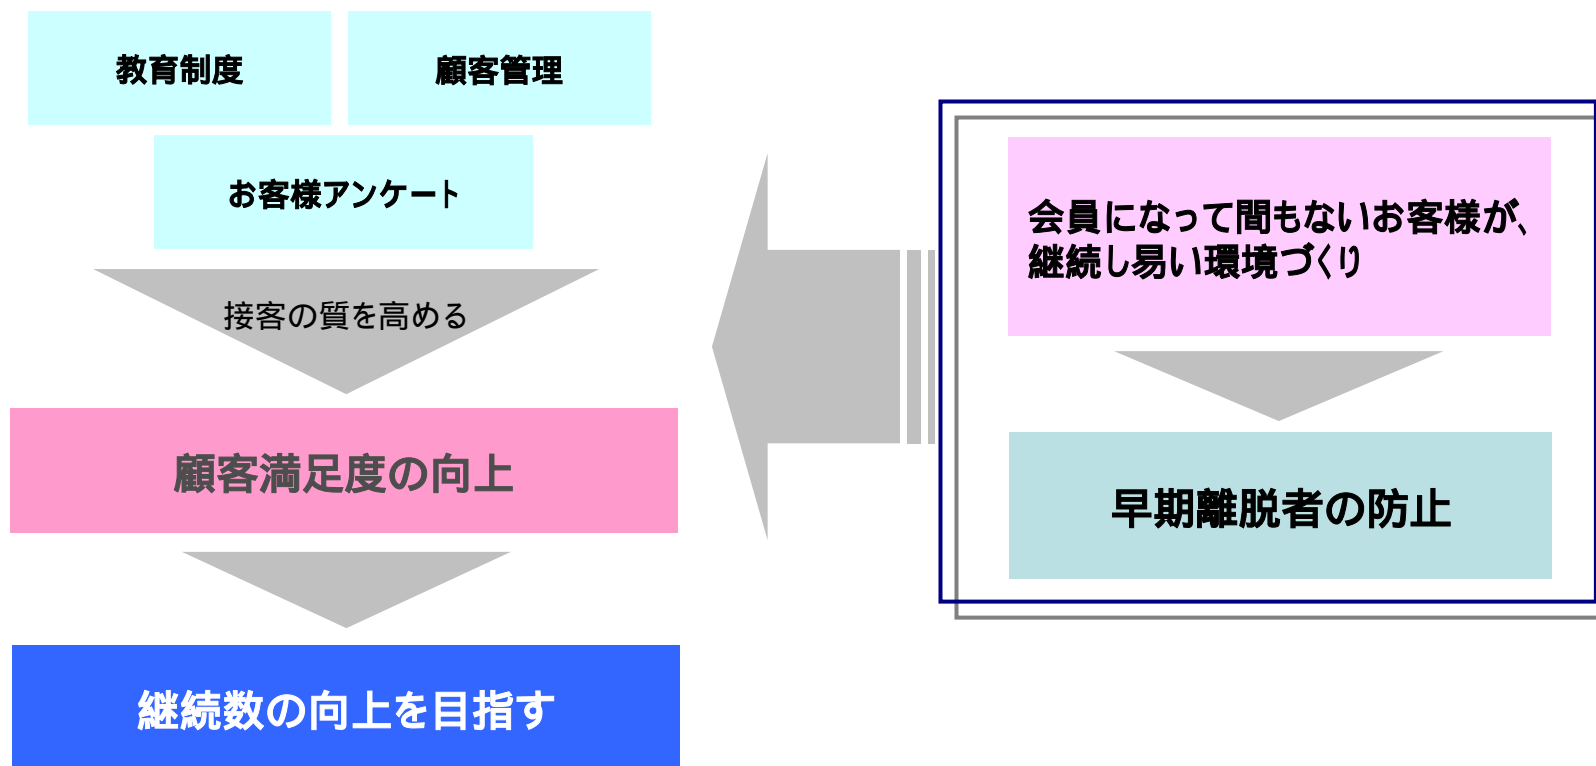 教育制度
顧客管理
お客様アンケート
接客の質を高める
顧客満足度の向上
継続数の向上を目指す
会員になって間もないお客様が、
継続し易い環境づくり
早期離脱者の防止